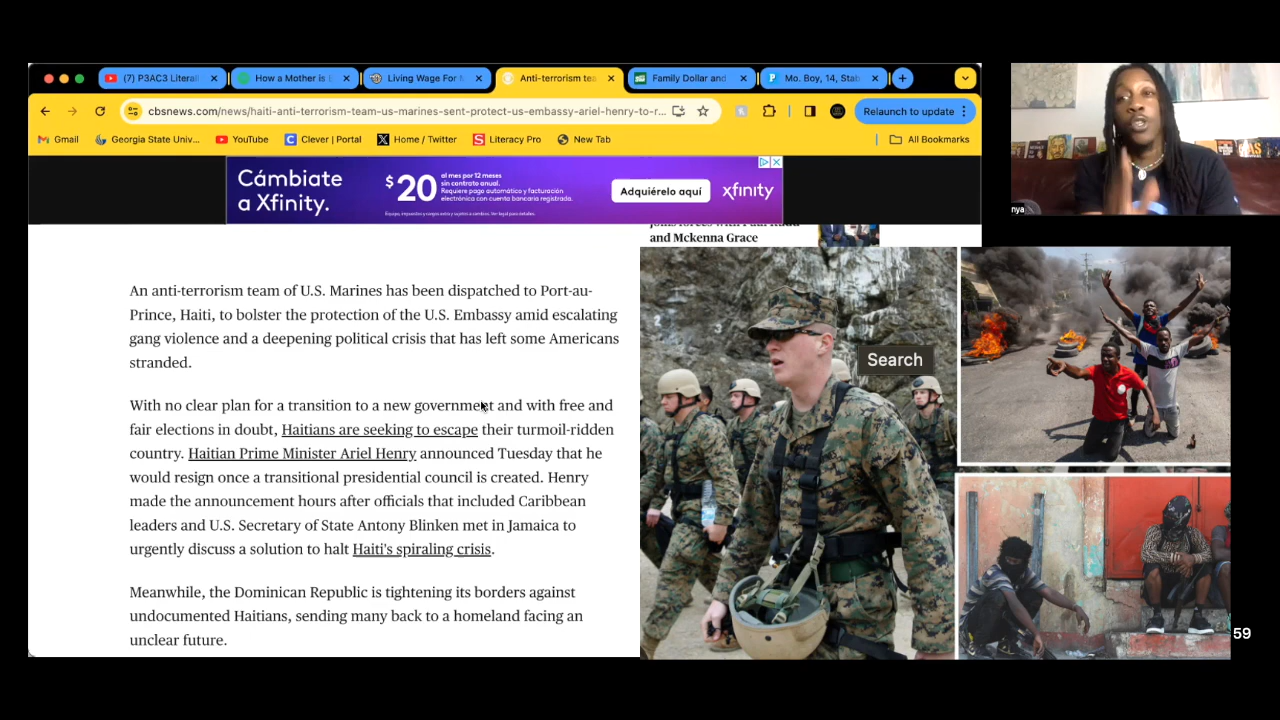 (7) P3AC3 Literal
How a Mother is
Living Wage For
Anti-terrorism tea
Family Dollar and
Mo. Boy, 14, Stab
cbsnews.com/news/haiti-anti-terrorism-team-us-marines-sent-protect-us-embassy-ariel-henry-to-r...
Relaunch to update
Gmail
Georgia State Univ...
YouTube
Clever | Portal
Home / Twitter
Literacy Pro
New Tab
All Bookmarks
Cámbiate
a Xfinity.
$20
al mes por 12 meses
sin contrato anual.
Requiere pago automático y facturación
electrónica con cuenta bancaria registrada.
Adquiérelo aquí
xfinity
and Mckenna Grace
nya
An anti-terrorism team of U.S. Marines has been dispatched to Port-au-
Prince, Haiti, to bolster the protection of the U.S. Embassy amid escalating
gang violence and a deepening political crisis that has left some Americans
stranded.
With no clear plan for a transition to a new government and with free and
fair elections in doubt, Haitians are seeking to escape their turmoil-ridden
country. Haitian Prime Minister Ariel Henry announced Tuesday that he
would resign once a transitional presidential council is created. Henry
made the announcement hours after officials that included Caribbean
leaders and U.S. Secretary of State Antony Blinken met in Jamaica to
urgently discuss a solution to halt Haiti's spiraling crisis.
Meanwhile, the Dominican Republic is tightening its borders against
undocumented Haitians, sending many back to a homeland facing an
unclear future.
Search
59